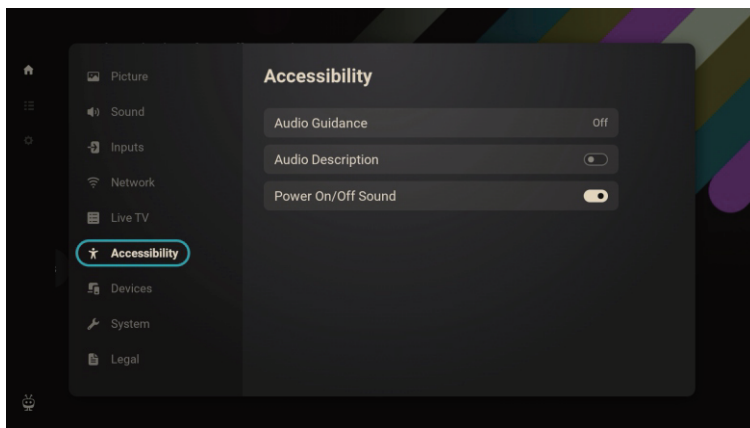 Picture
Sound
Inputs
Network
Live TV
Accessibility
Devices
System
Legal
Accessibility
Audio Guidance Off
Audio Description
Power On/Off Sound